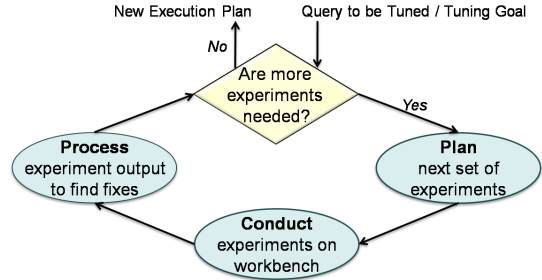 New Execution Plan
Query to be Tuned / Tuning Goal
No
Are more
experiments
needed?
Yes
Process
experiment output
to find fixes
Plan
next set of
experiments
Conduct
experiments on
workbench